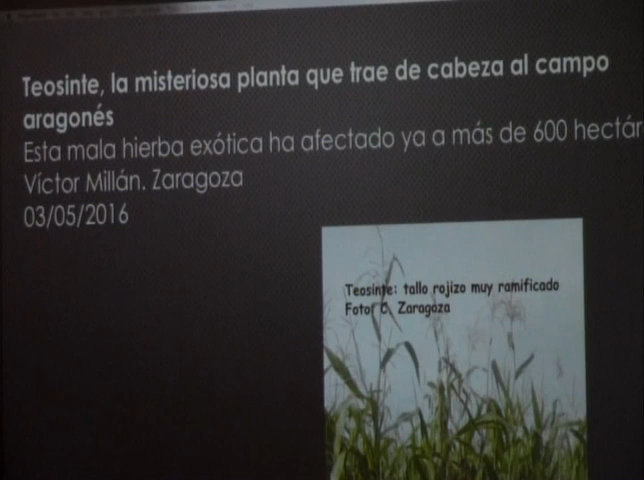 Teosinte, la misteriosa planta que trae de cabeza al campo
aragonés
Esta mala hierba exótica ha afectado ya a más de 600 hectár
Víctor Millán. Zaragoza
03/05/2016
Teosinte: tallo rojizo muy ramificado
Foto: C. Zaragoza